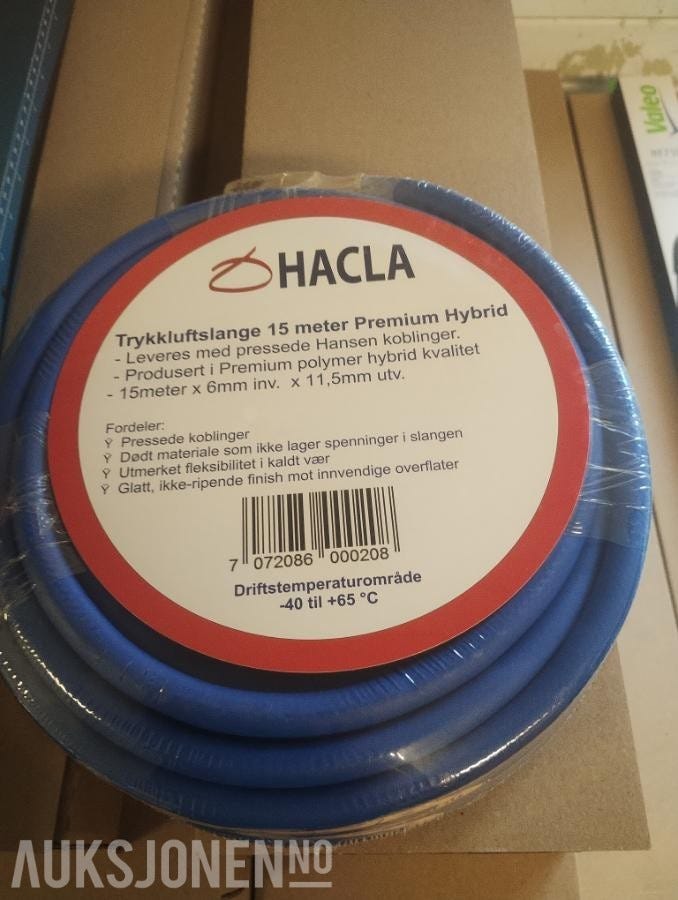 HACLA
Trykkluftslange 15 meter Premium Hybrid
- Leveres med pressede Hansen koblinger.
- Produsert i Premium polymer hybrid kvalitet
- 15meter x 6mm inv. x 11,5mm utv.
Fordeler:
Ÿ Pressede koblinger
Ÿ Dødt materiale som ikke lager spenninger i slangen
Ÿ Utmerket fleksibilitet i kaldt vær
Ÿ Glatt, ikke-ripende finish mot innvendige overflater
7 072086 000208
Driftstemperaturområde
-40 til +65 °C
Valeo
AUKSJONEN NO